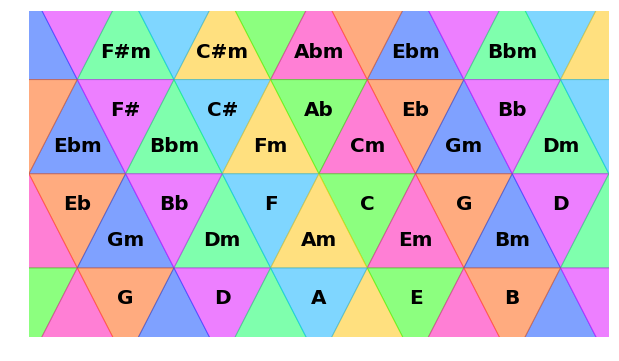 F#m C#m Abm Ebm Bbm
F# C# Ab Eb Bb
Ebm Bbm Fm Cm Gm Dm
Eb Bb F C G D
Gm Dm Am Em Bm
G D A E B